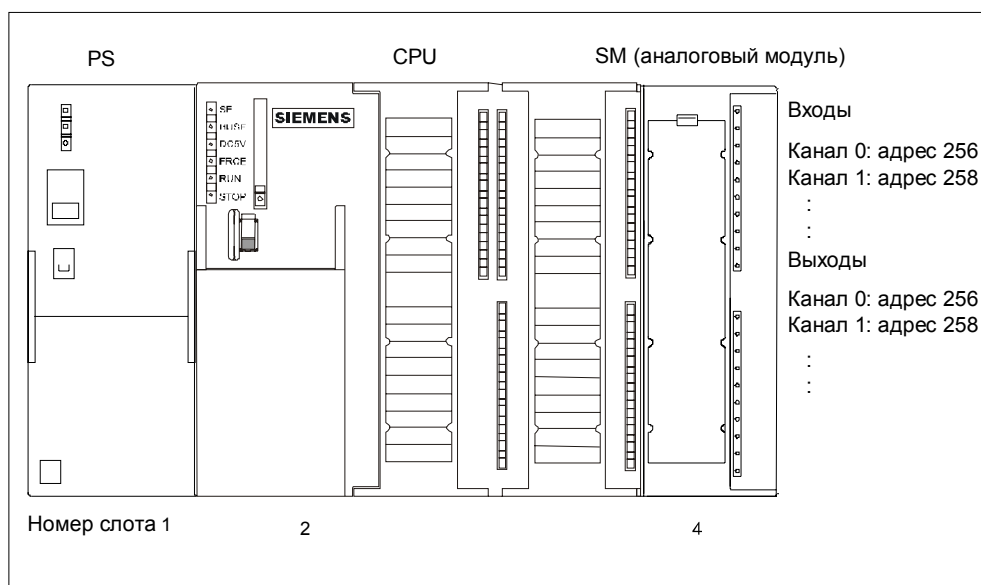 PS CPU SM (аналоговый модуль)
SF
BUSF
DC5V
FRCE
RUN
STOP
SIEMENS
Входы
Канал 0: адрес 256
Канал 1: адрес 258
:
:
Выходы
Канал 0: адрес 256
Канал 1: адрес 258
:
:
Номер слота 1 2 4